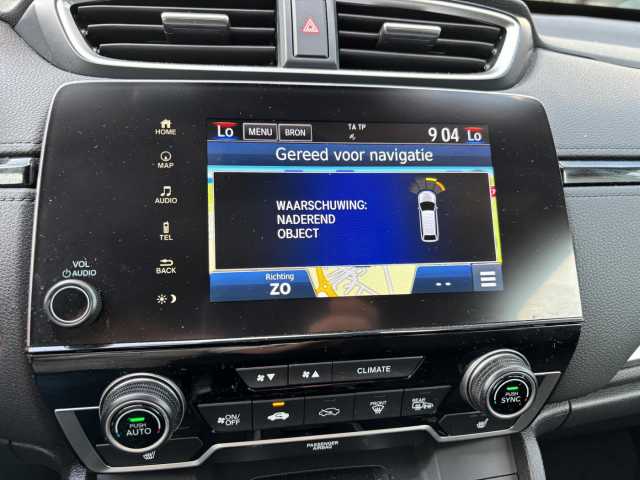 HOME
MAP
AUDIO
TEL
BACK
VOL
AUDIO
Lo MENU BRON TA TP 9 04 Lo
Gereed voor navigatie
WAARSCHUWING:
NADEREND
OBJECT
Richting
ZO
--
CLIMATE
ON/
OFF
FRONT
REAR
PUSH
AUTO
PUSH
SYNC
PASSENGER
AIRBAG